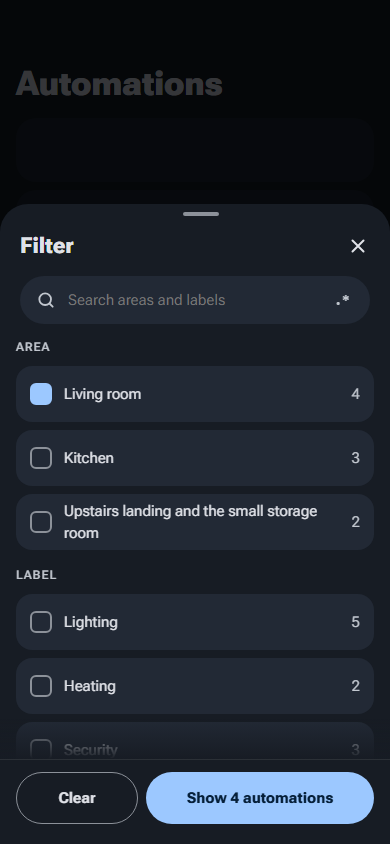 Automations
Filter
Search areas and labels
.*
AREA
Living room 4
Kitchen 3
Upstairs landing and the small storage
room 2
LABEL
Lighting 5
Heating 2
Security 3
Clear
Show 4 automations